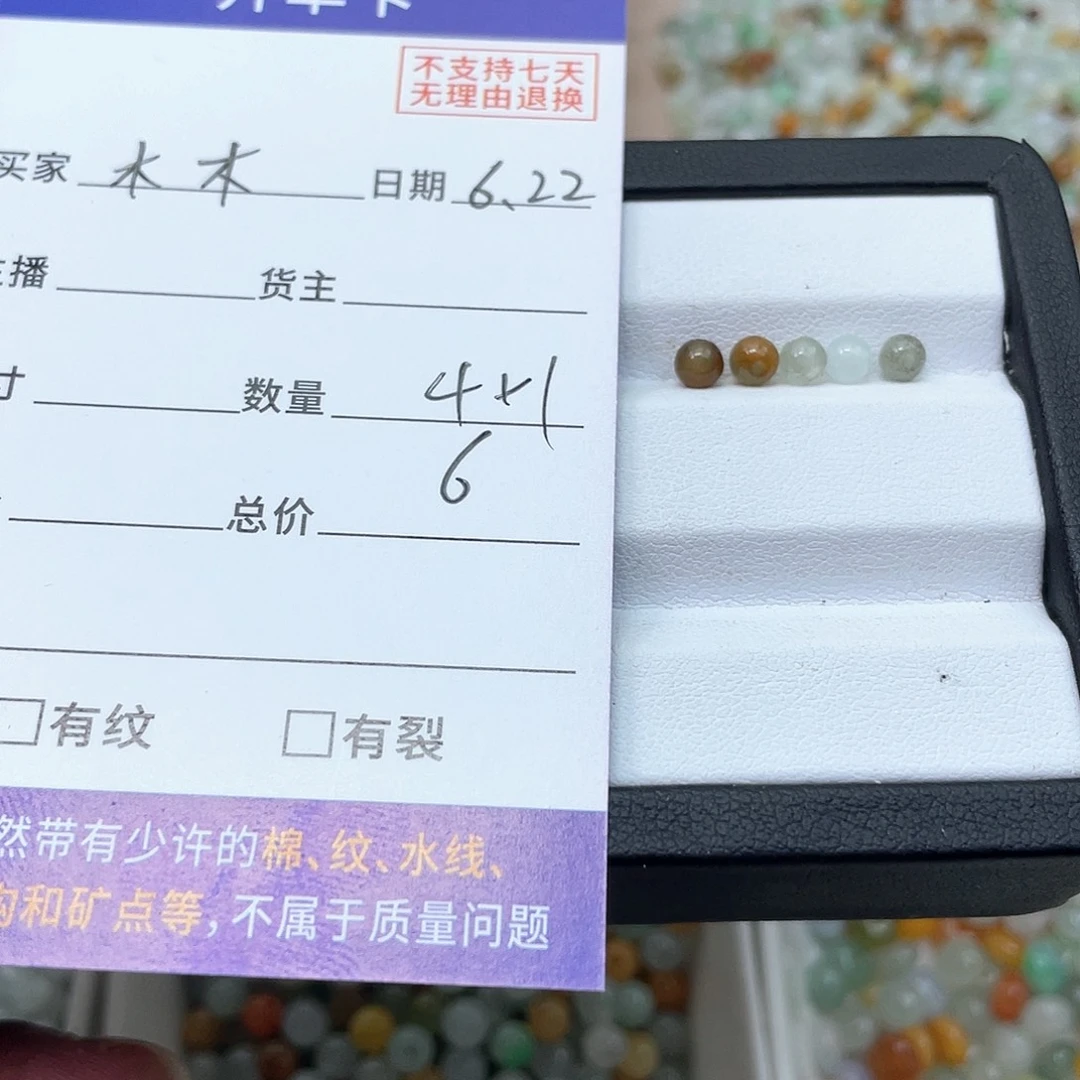 不支持七天
无理由退换
买家 木木 日期 6.22
主播 货主
寸 数量 4×1
6
总价
有纹 有裂
然带有少许的棉、纹、水线、
和矿点等，不属于质量问题